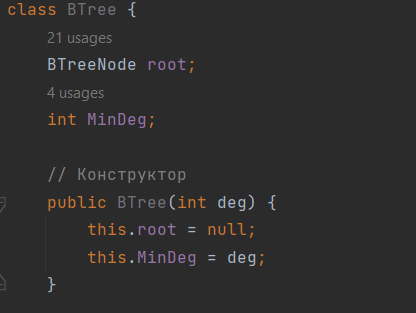 class BTree {
21 usages
BTreeNode root;
4 usages
int MinDeg;
// Конструктор
public BTree(int deg) {
this.root = null;
this.MinDeg = deg;
}